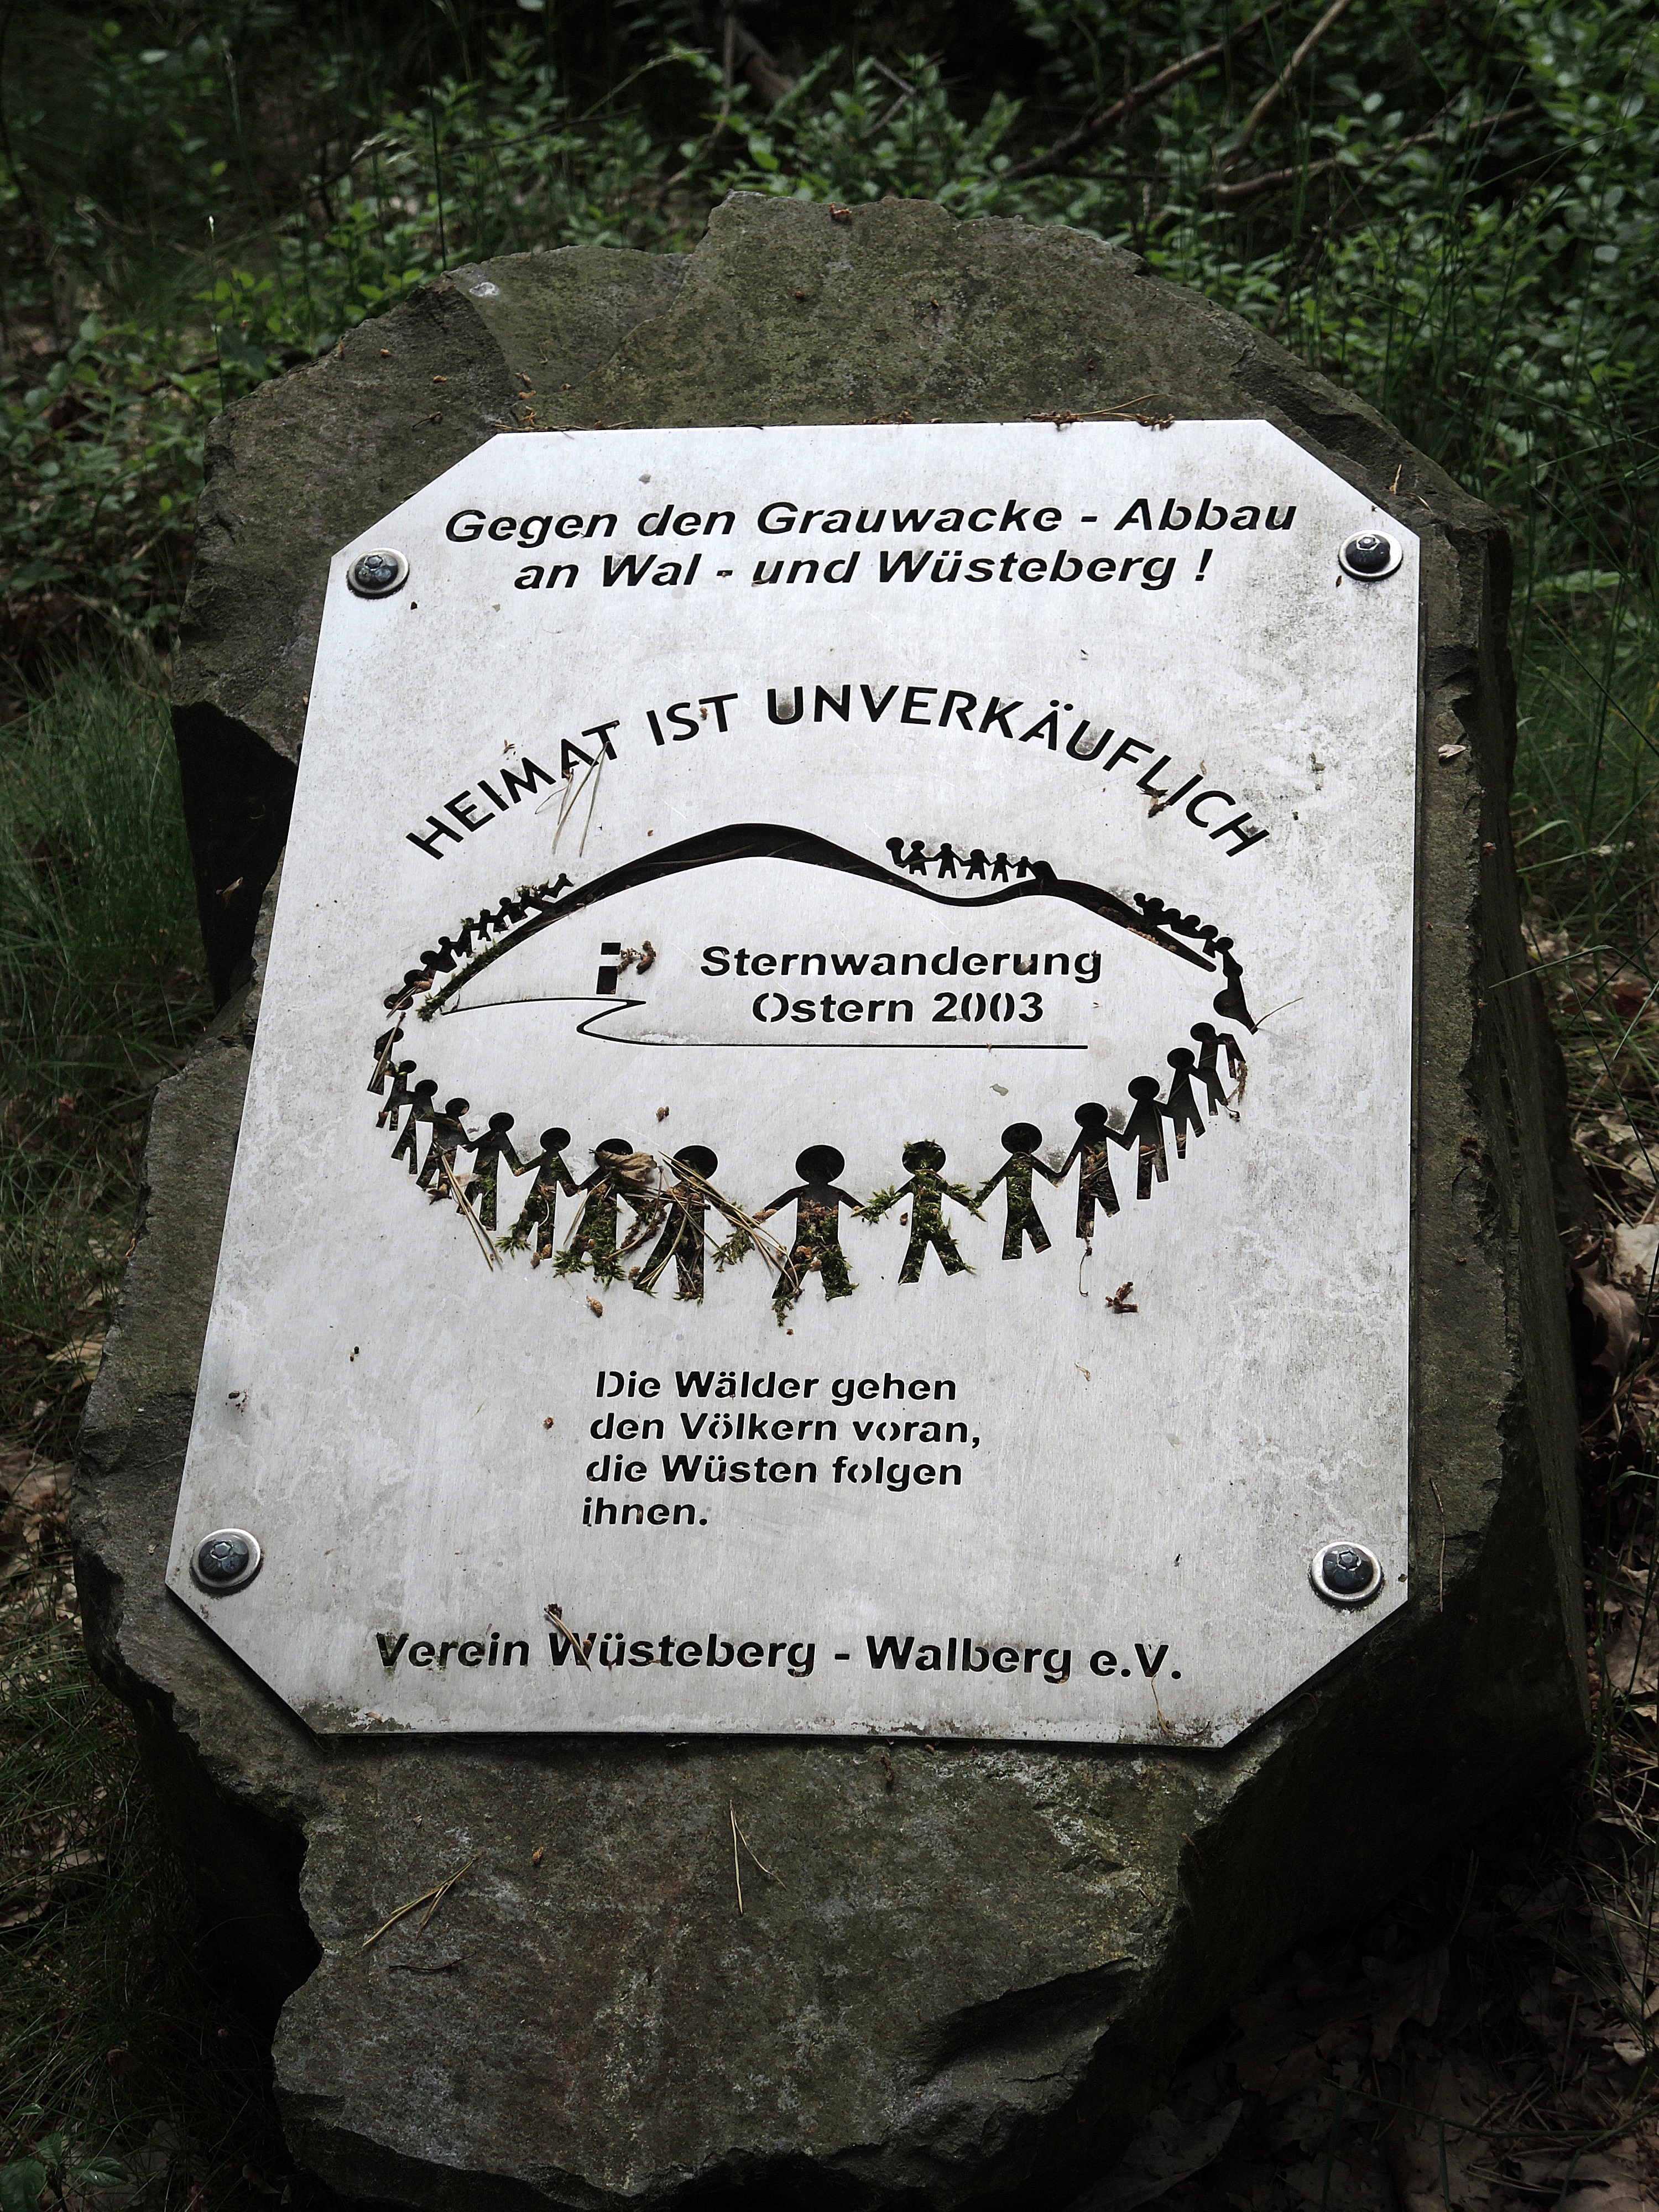 Gegen den Grauwacke - Abbau
an Wal - und Wüsteberg !
HEIMAT IST UNVERKÄUFLICH
Sternwanderung
Ostern 2003
Die Wälder gehen
den Völkern voran,
die Wüsten folgen
ihnen.
Verein Wüsteberg - Walberg e.V.